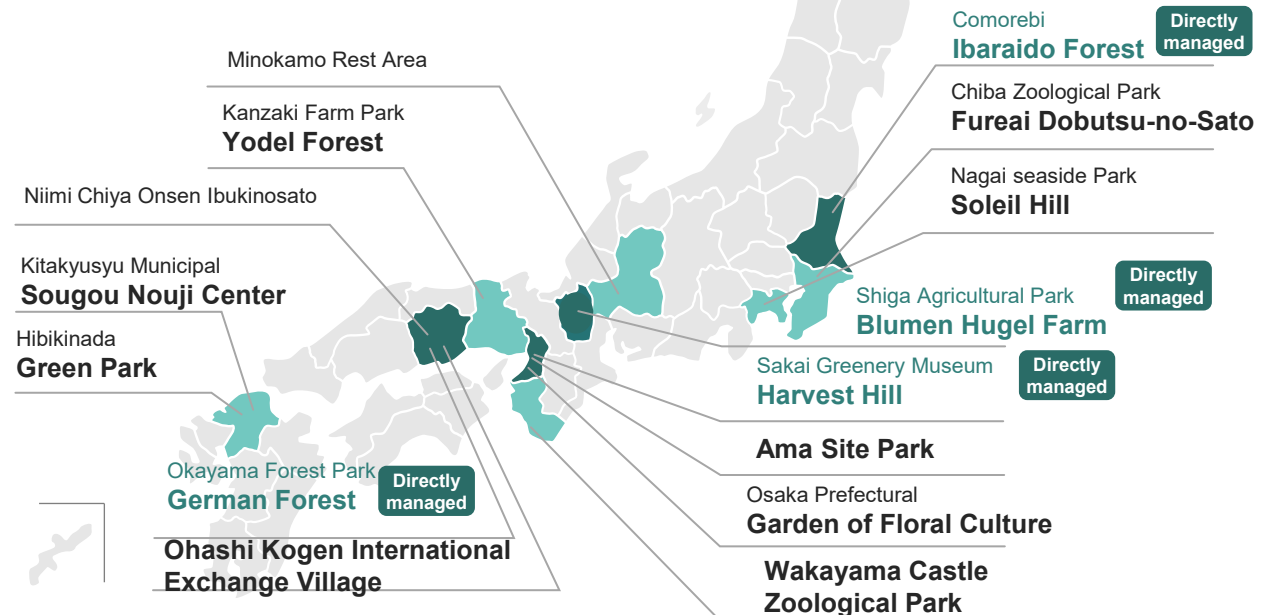 Minokamo Rest Area
Kanzaki Farm Park
Yodel Forest
Niimi Chiya Onsen Ibukinosato
Kitakyusyu Municipal
Sougou Nouji Center
Hibikinada
Green Park
Okayama Forest Park
German Forest
Directly
managed
Ohashi Kogen International
Exchange Village
Comorebi
Ibaraido Forest
Directly
managed
Chiba Zoological Park
Fureai Dobutsu-no-Sato
Nagai seaside Park
Soleil Hill
Shiga Agricultural Park
Blumen Hugel Farm
Directly
managed
Sakai Greenery Museum
Harvest Hill
Directly
managed
Ama Site Park
Osaka Prefectural
Garden of Floral Culture
Wakayama Castle
Zoological Park